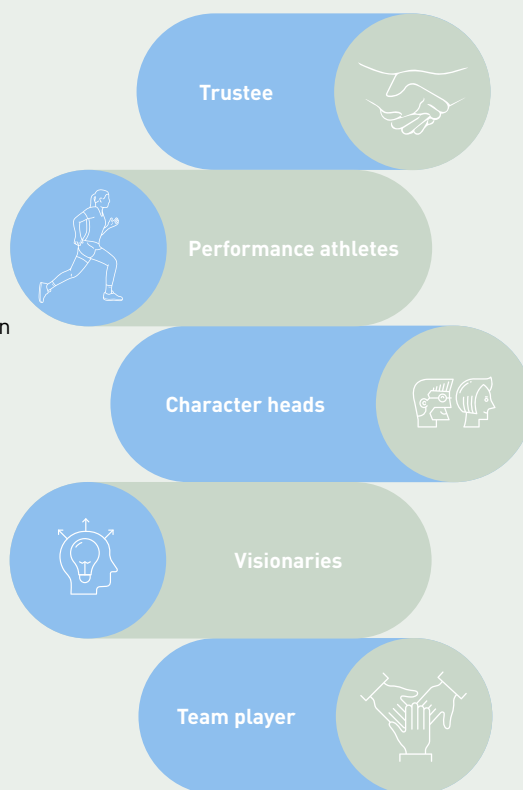 Trustee
Performance athletes
n
Character heads
Visionaries
Team player